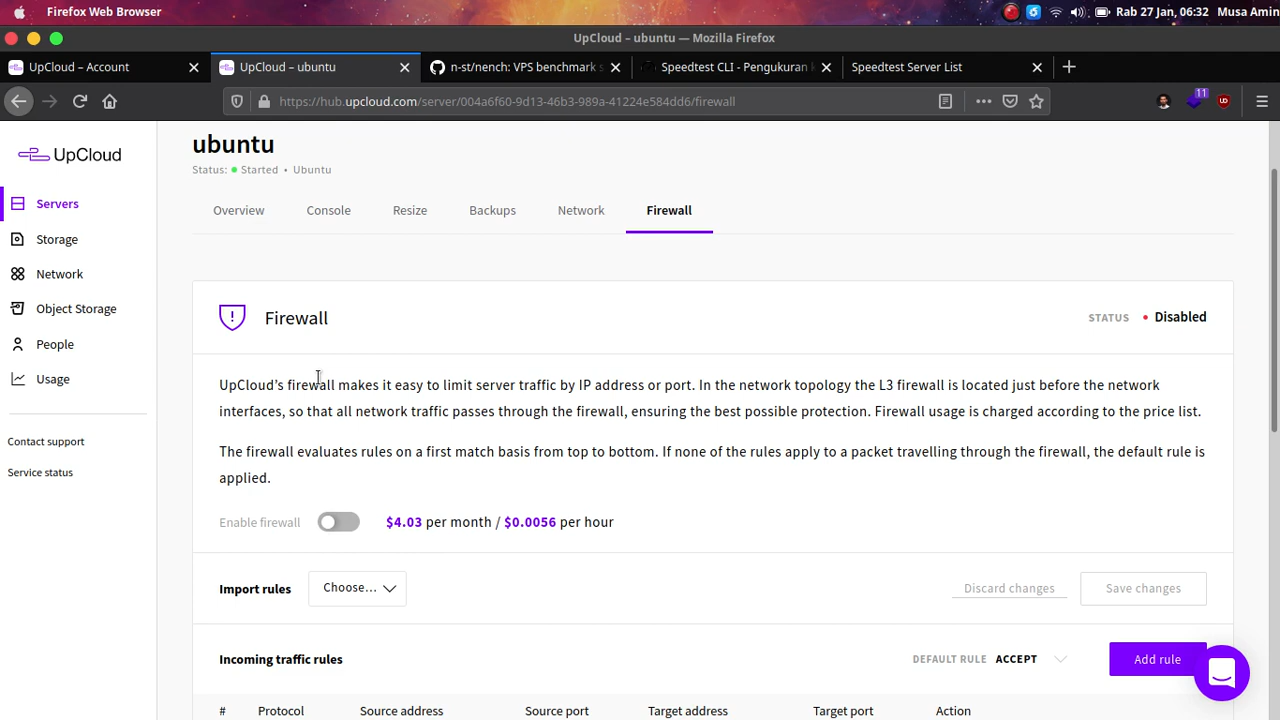 Firefox Web Browser
Rab 27 Jan, 06:32 Musa Amin
UpCloud – ubuntu — Mozilla Firefox
UpCloud – Account
UpCloud – ubuntu
n-st/nench: VPS benchmark s
Speedtest CLI - Pengukuran k
Speedtest Server List
https://hub.upcloud.com/server/004a6f60-9d13-46b3-989a-41224e584dd6/firewall
11
UD
UpCloud
Servers
Storage
Network
Object Storage
People
Usage
Contact support
Service status
ubuntu
Status: Started • Ubuntu
Overview Console Resize Backups Network Firewall
Firewall
STATUS • Disabled
UpCloud’s firewall makes it easy to limit server traffic by IP address or port. In the network topology the L3 firewall is located just before the network
interfaces, so that all network traffic passes through the firewall, ensuring the best possible protection. Firewall usage is charged according to the price list.
The firewall evaluates rules on a first match basis from top to bottom. If none of the rules apply to a packet travelling through the firewall, the default rule is
applied.
Enable firewall $4.03 per month / $0.0056 per hour
Import rules Choose... Discard changes Save changes
Incoming traffic rules DEFAULT RULE ACCEPT Add rule
# Protocol Source address Source port Target address Target port Action